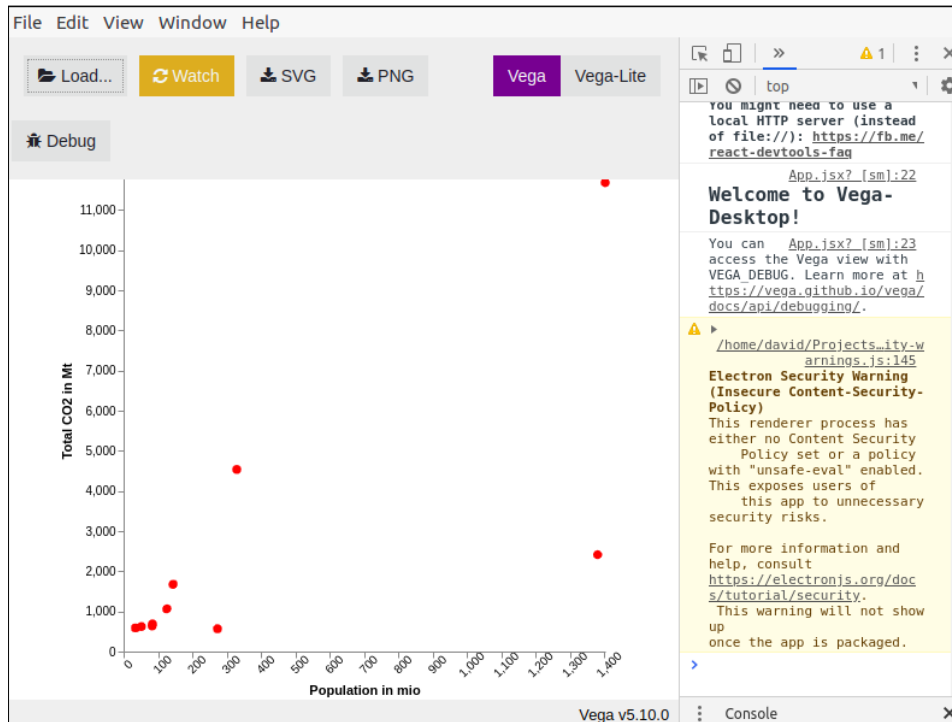 File Edit View Window Help
Load... Watch SVG PNG Vega Vega-Lite
Debug
11,000
10,000
9,000
8,000
7,000
6,000
5,000
4,000
3,000
2,000
1,000
0
Total CO2 in Mt
0 100 200 300 400 500 600 700 800 900 1,000 1,100 1,200 1,300 1,400
Population in mio
Vega v5.10.0
» 1
top
You might need to use a
local HTTP server (instead
of file://): https://fb.me/
react-devtools-faq
App.jsx? [sm]:22
Welcome to Vega-
Desktop!
You can App.jsx? [sm]:23
access the Vega view with
VEGA_DEBUG. Learn more at h
ttps://vega.github.io/vega/
docs/api/debugging/.
/home/david/Projects…ity-w
arnings.js:145
Electron Security Warning
(Insecure Content-Security-
Policy)
This renderer process has
either no Content Security
Policy set or a policy
with "unsafe-eval" enabled.
This exposes users of
this app to unnecessary
security risks.
For more information and
help, consult
https://electronjs.org/doc
s/tutorial/security.
This warning will not show
up
once the app is packaged.
Console